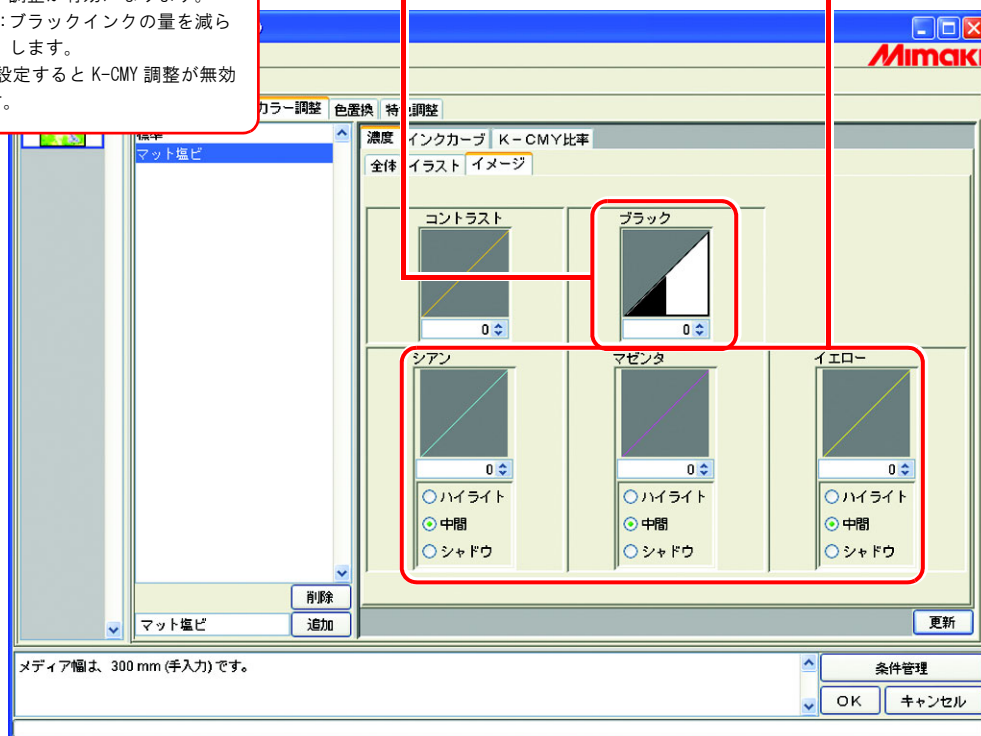 調整が有効になります。
:ブラックインクの量を減ら
します。
設定すると K-CMY 調整が無効
す。
Mimaki
カラー調整 色置換 特色調整
標準
マット塩ビ
濃度 インクカーブ K－CMY比率
全体 イラスト イメージ
コントラスト ブラック
0 0
シアン マゼンタ イエロー
0 0 0
ハイライト ハイライト ハイライト
中間 中間 中間
シャドウ シャドウ シャドウ
削除
マット塩ビ 追加 更新
メディア幅は、300 mm (手入力) です。
条件管理
OK キャンセル